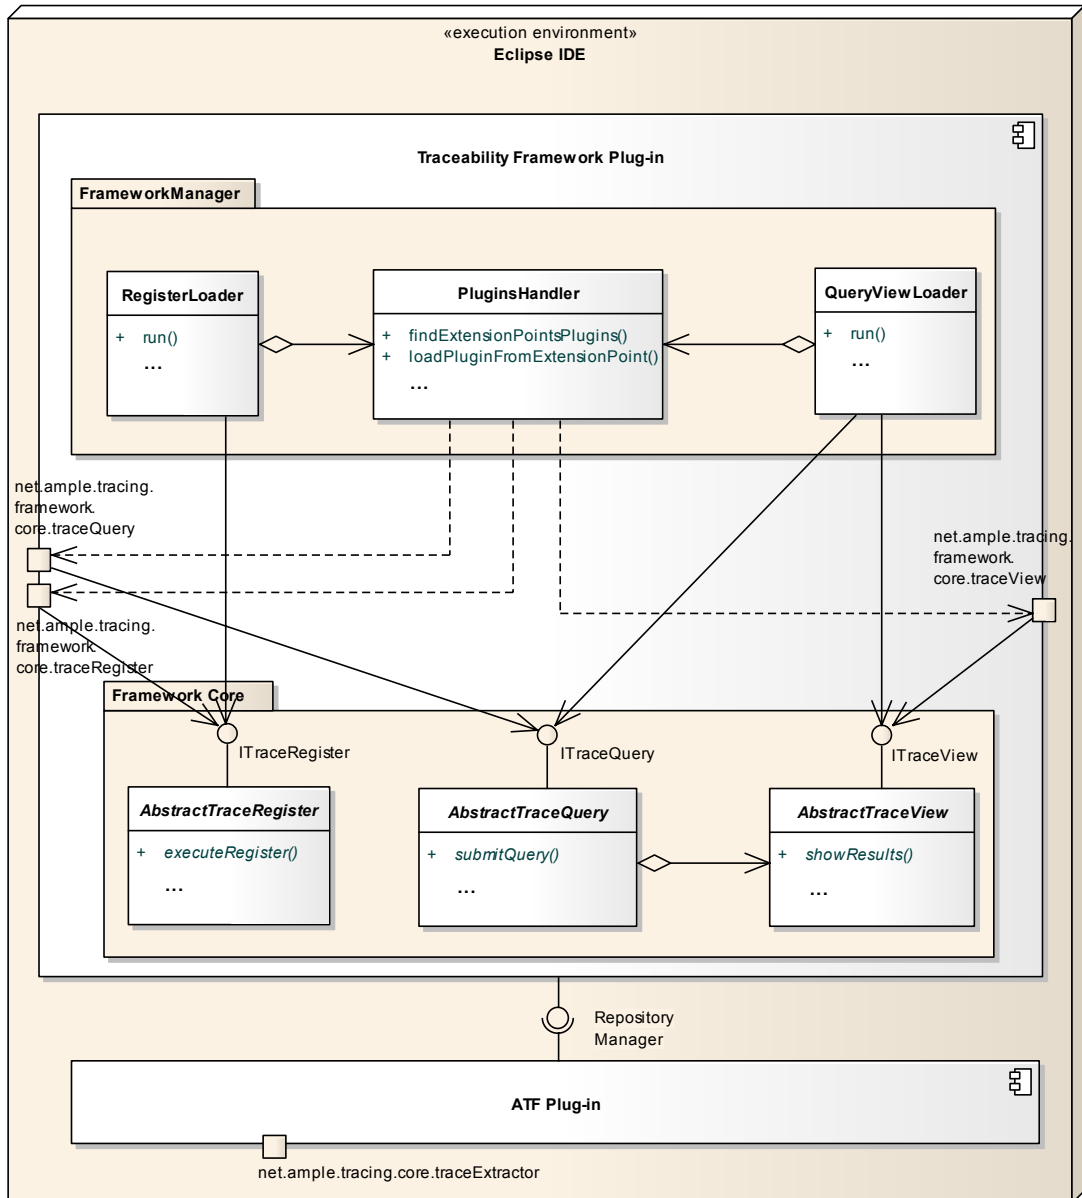 «execution environment»
Eclipse IDE
Traceability Framework Plug-in
FrameworkManager
RegisterLoader
+ run()
...
PluginsHandler
+ findExtensionPointsPlugins()
+ loadPluginFromExtensionPoint()
...
QueryViewLoader
+ run()
...
net.ample.tracing.
framework.
core.traceQuery
net.ample.tracing.
framework.
core.traceView
net.ample.tracing.
framework.
core.traceRegister
Framework Core
ITraceRegister
ITraceQuery
ITraceView
AbstractTraceRegister
+ executeRegister()
...
AbstractTraceQuery
+ submitQuery()
...
AbstractTraceView
+ showResults()
...
Repository
Manager
ATF Plug-in
net.ample.tracing.core.traceExtractor